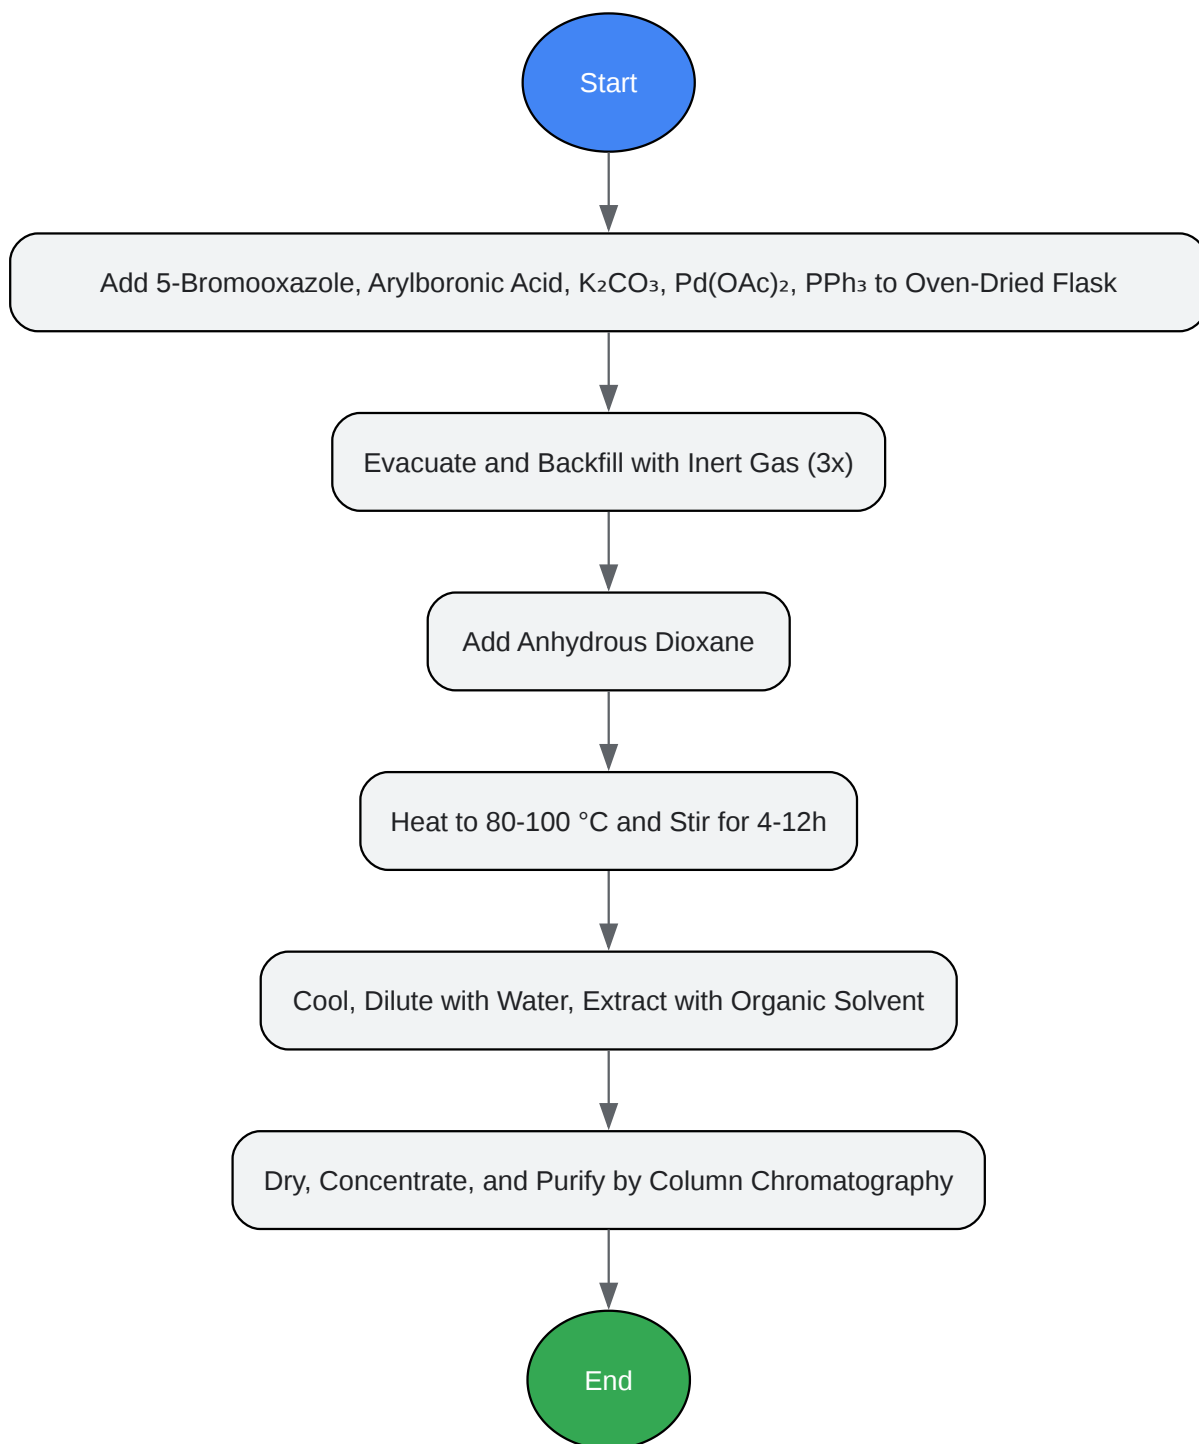 Start
Add 5-Bromooxazole, Arylboronic Acid, K₂CO₃, Pd(OAc)₂, PPh₃ to Oven-Dried Flask
Evacuate and Backfill with Inert Gas (3x)
Add Anhydrous Dioxane
Heat to 80-100 °C and Stir for 4-12h
Cool, Dilute with Water, Extract with Organic Solvent
Dry, Concentrate, and Purify by Column Chromatography
End